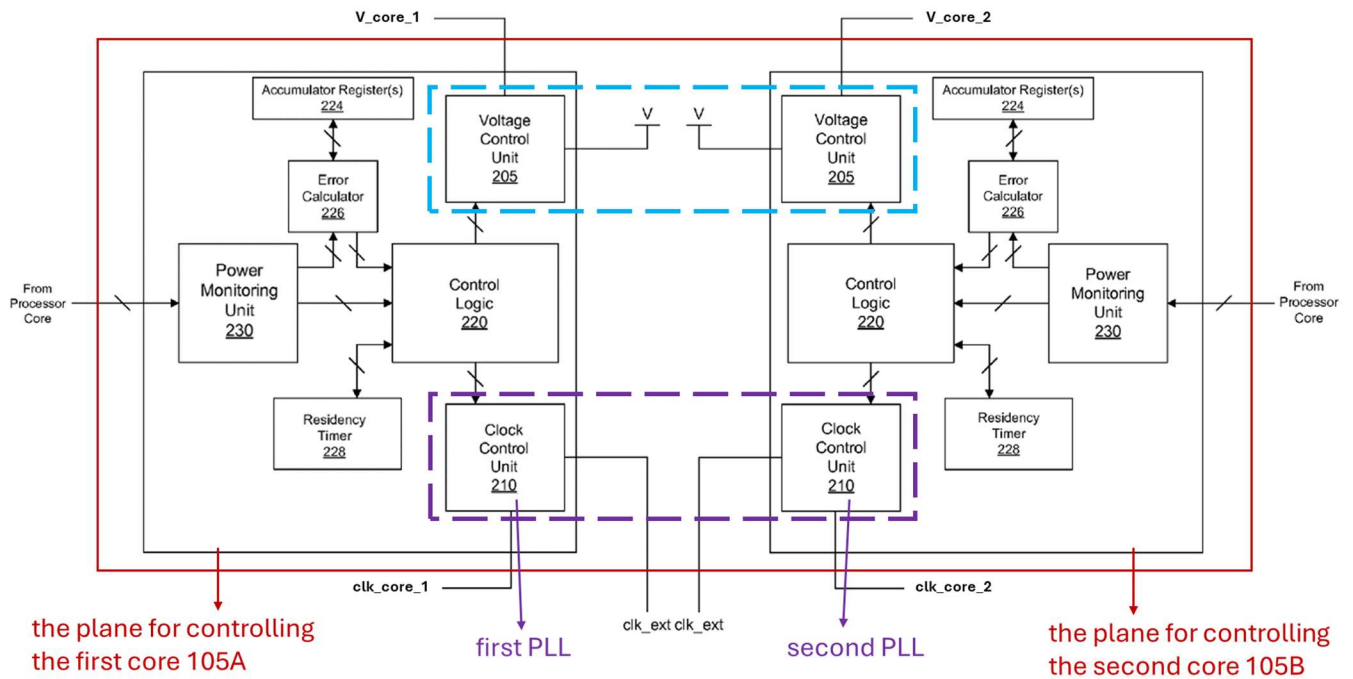 V_core_1
V_core_2
Accumulator Register(s)
224
Voltage
Control
Unit
205
V
V
Voltage
Control
Unit
205
Accumulator Register(s)
224
Error
Calculator
226
Error
Calculator
226
Power
Monitoring
Unit
230
Control
Logic
220
Control
Logic
220
Power
Monitoring
Unit
230
From
Processor
Core
From
Processor
Core
Residency
Timer
228
Clock
Control
Unit
210
Clock
Control
Unit
210
Residency
Timer
228
clk_core_1
clk_core_2
clk_ext clk_ext
the plane for controlling
the first core 105A
first PLL
second PLL
the plane for controlling
the second core 105B